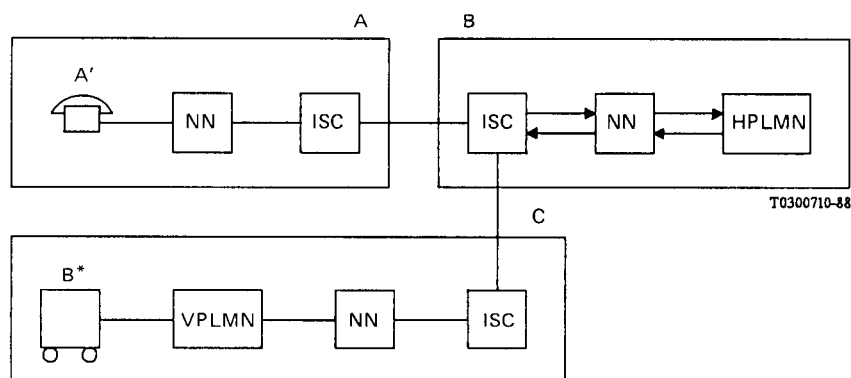 A
B
A'
NN
ISC
ISC
NN
HPLMN
T0300710-88
C
B*
VPLMN
NN
ISC